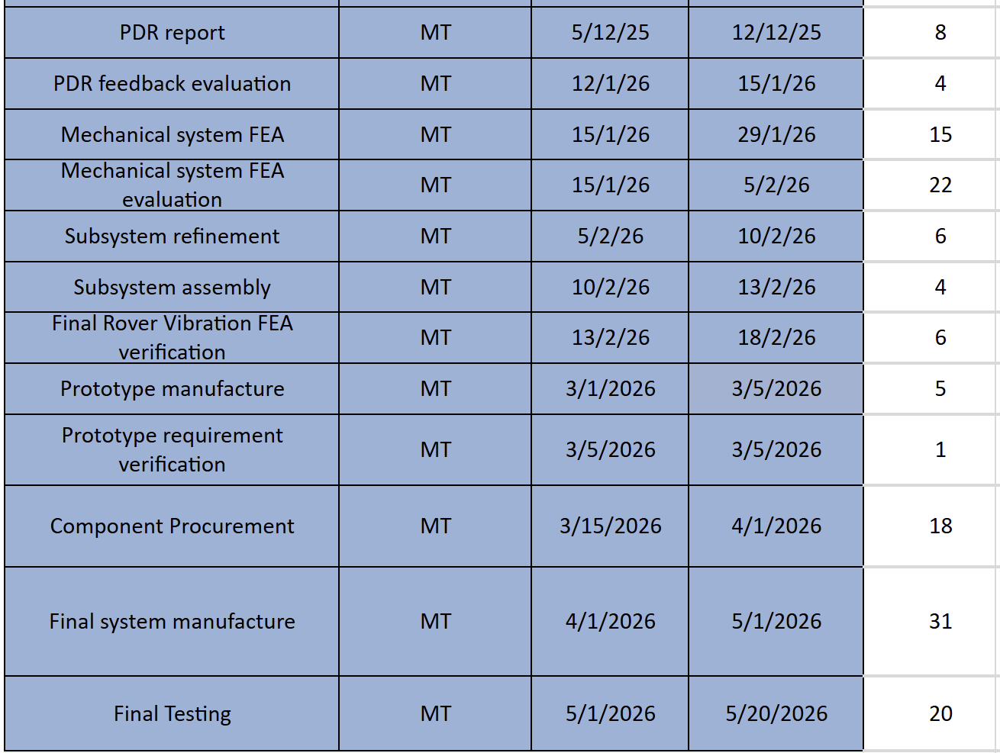 PDR report MT 5/12/25 12/12/25 8
PDR feedback evaluation MT 12/1/26 15/1/26 4
Mechanical system FEA MT 15/1/26 29/1/26 15
Mechanical system FEA
evaluation MT 15/1/26 5/2/26 22
Subsystem refinement MT 5/2/26 10/2/26 6
Subsystem assembly MT 10/2/26 13/2/26 4
Final Rover Vibration FEA
verification MT 13/2/26 18/2/26 6
Prototype manufacture MT 3/1/2026 3/5/2026 5
Prototype requirement
verification MT 3/5/2026 3/5/2026 1
Component Procurement MT 3/15/2026 4/1/2026 18
Final system manufacture MT 4/1/2026 5/1/2026 31
Final Testing MT 5/1/2026 5/20/2026 20